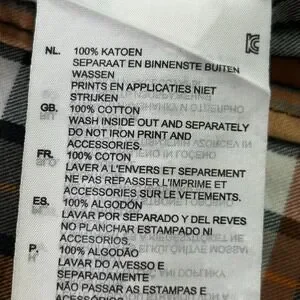 NL. 100% KATOEN
SEPARAAT EN BINNENSTE BUITEN
WASSEN
PRINTS EN APPLICATIES NIET
STRIJKEN
GB. 100% COTTON
WASH INSIDE OUT AND SEPARATELY
DO NOT IRON PRINT AND
ACCESSORIES.
FR. 100% COTON
LAVER A L'ENVERS ET SEPAREMENT
NE PAS REPASSER L'IMPRIME ET
ACCESSORIES SUR LE VETEMENTS.
ES. 100% ALGODÓN
LAVAR POR SEPARADO Y DEL REVES
NO PLANCHAR ESTAMPADO NI
ACCESORIOS.
P. 100% ALGODÃO
LAVAR DO AVESSO E
SEPARADAMENTE
NÃO PASSAR AS ESTAMPAS E